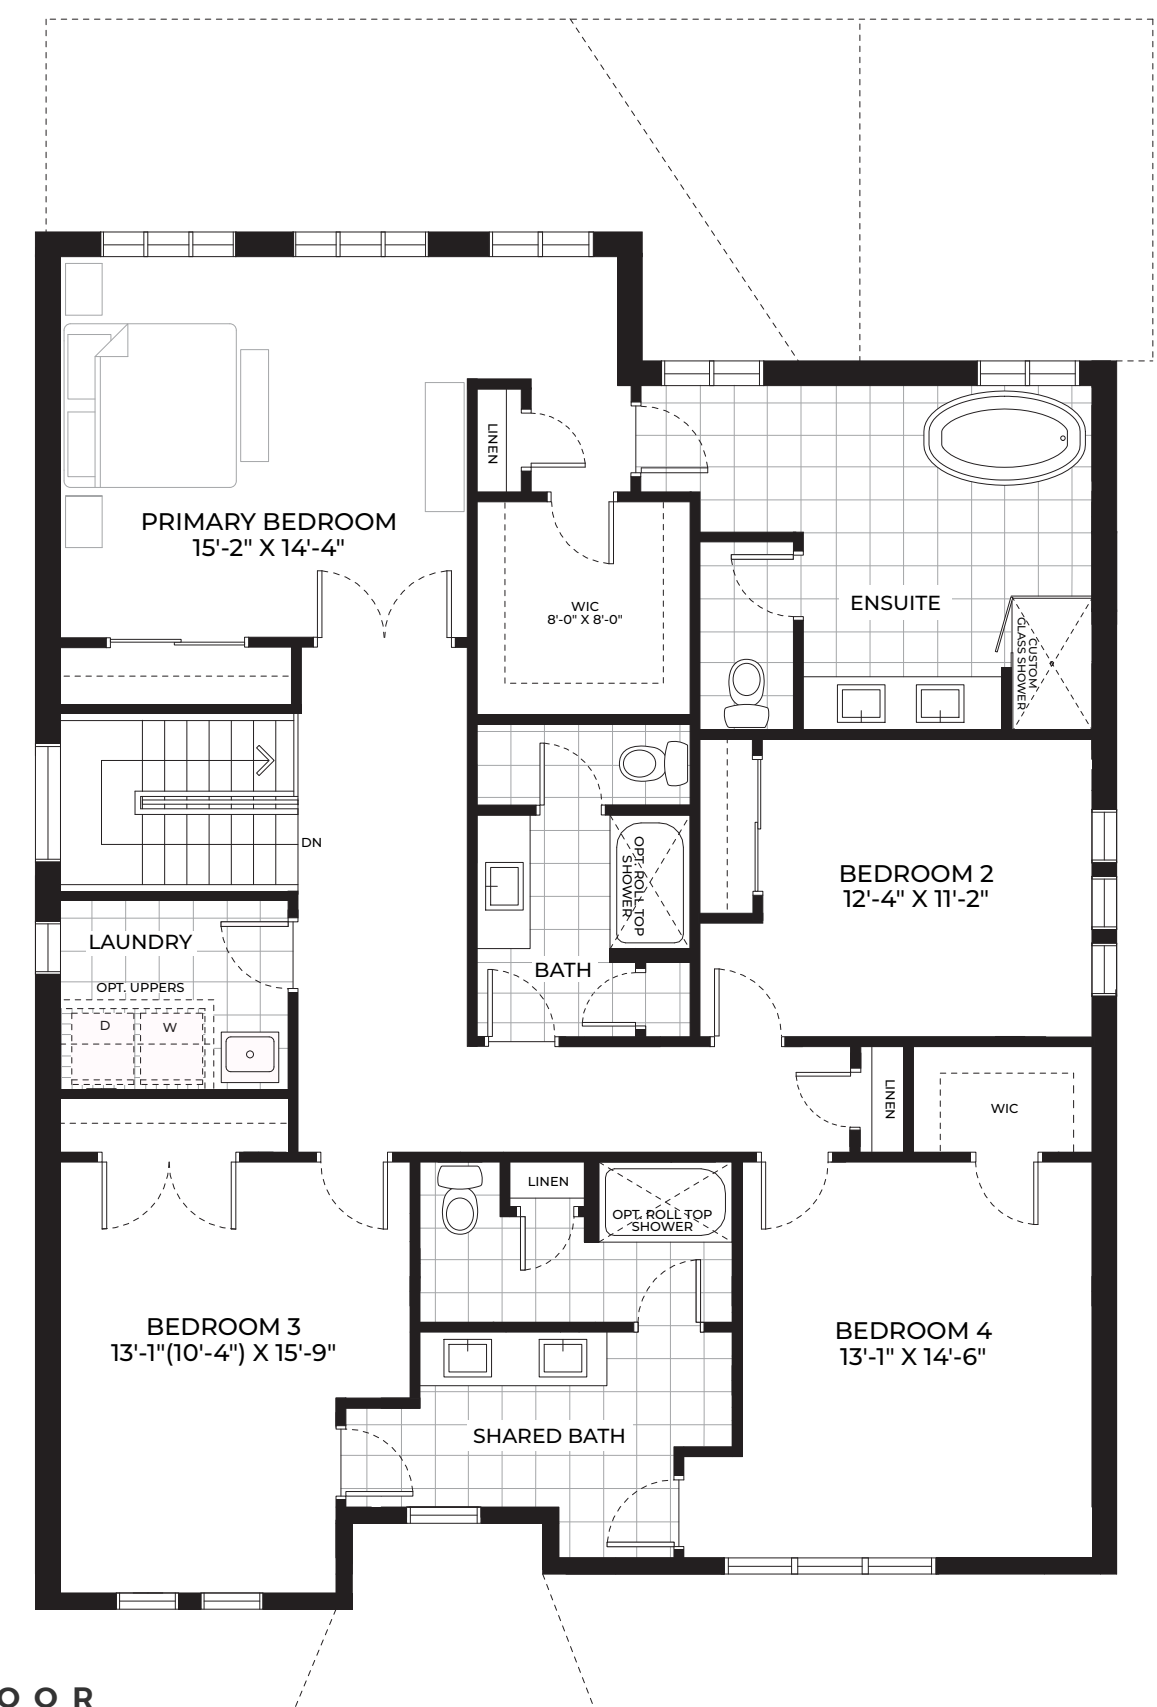 LINEN
PRIMARY BEDROOM
15'-2" X 14'-4"
WIC
8'-0" X 8'-0"
ENSUITE
CUSTOM
GLASS SHOWER
DN
OPT. ROLL TOP
SHOWER
BEDROOM 2
12'-4" X 11'-2"
LAUNDRY
BATH
OPT. UPPERS
D
W
LINEN
WIC
LINEN
OPT. ROLL TOP
SHOWER
BEDROOM 3
13'-1"(10'-4") X 15'-9"
BEDROOM 4
13'-1" X 14'-6"
SHARED BATH
OOR